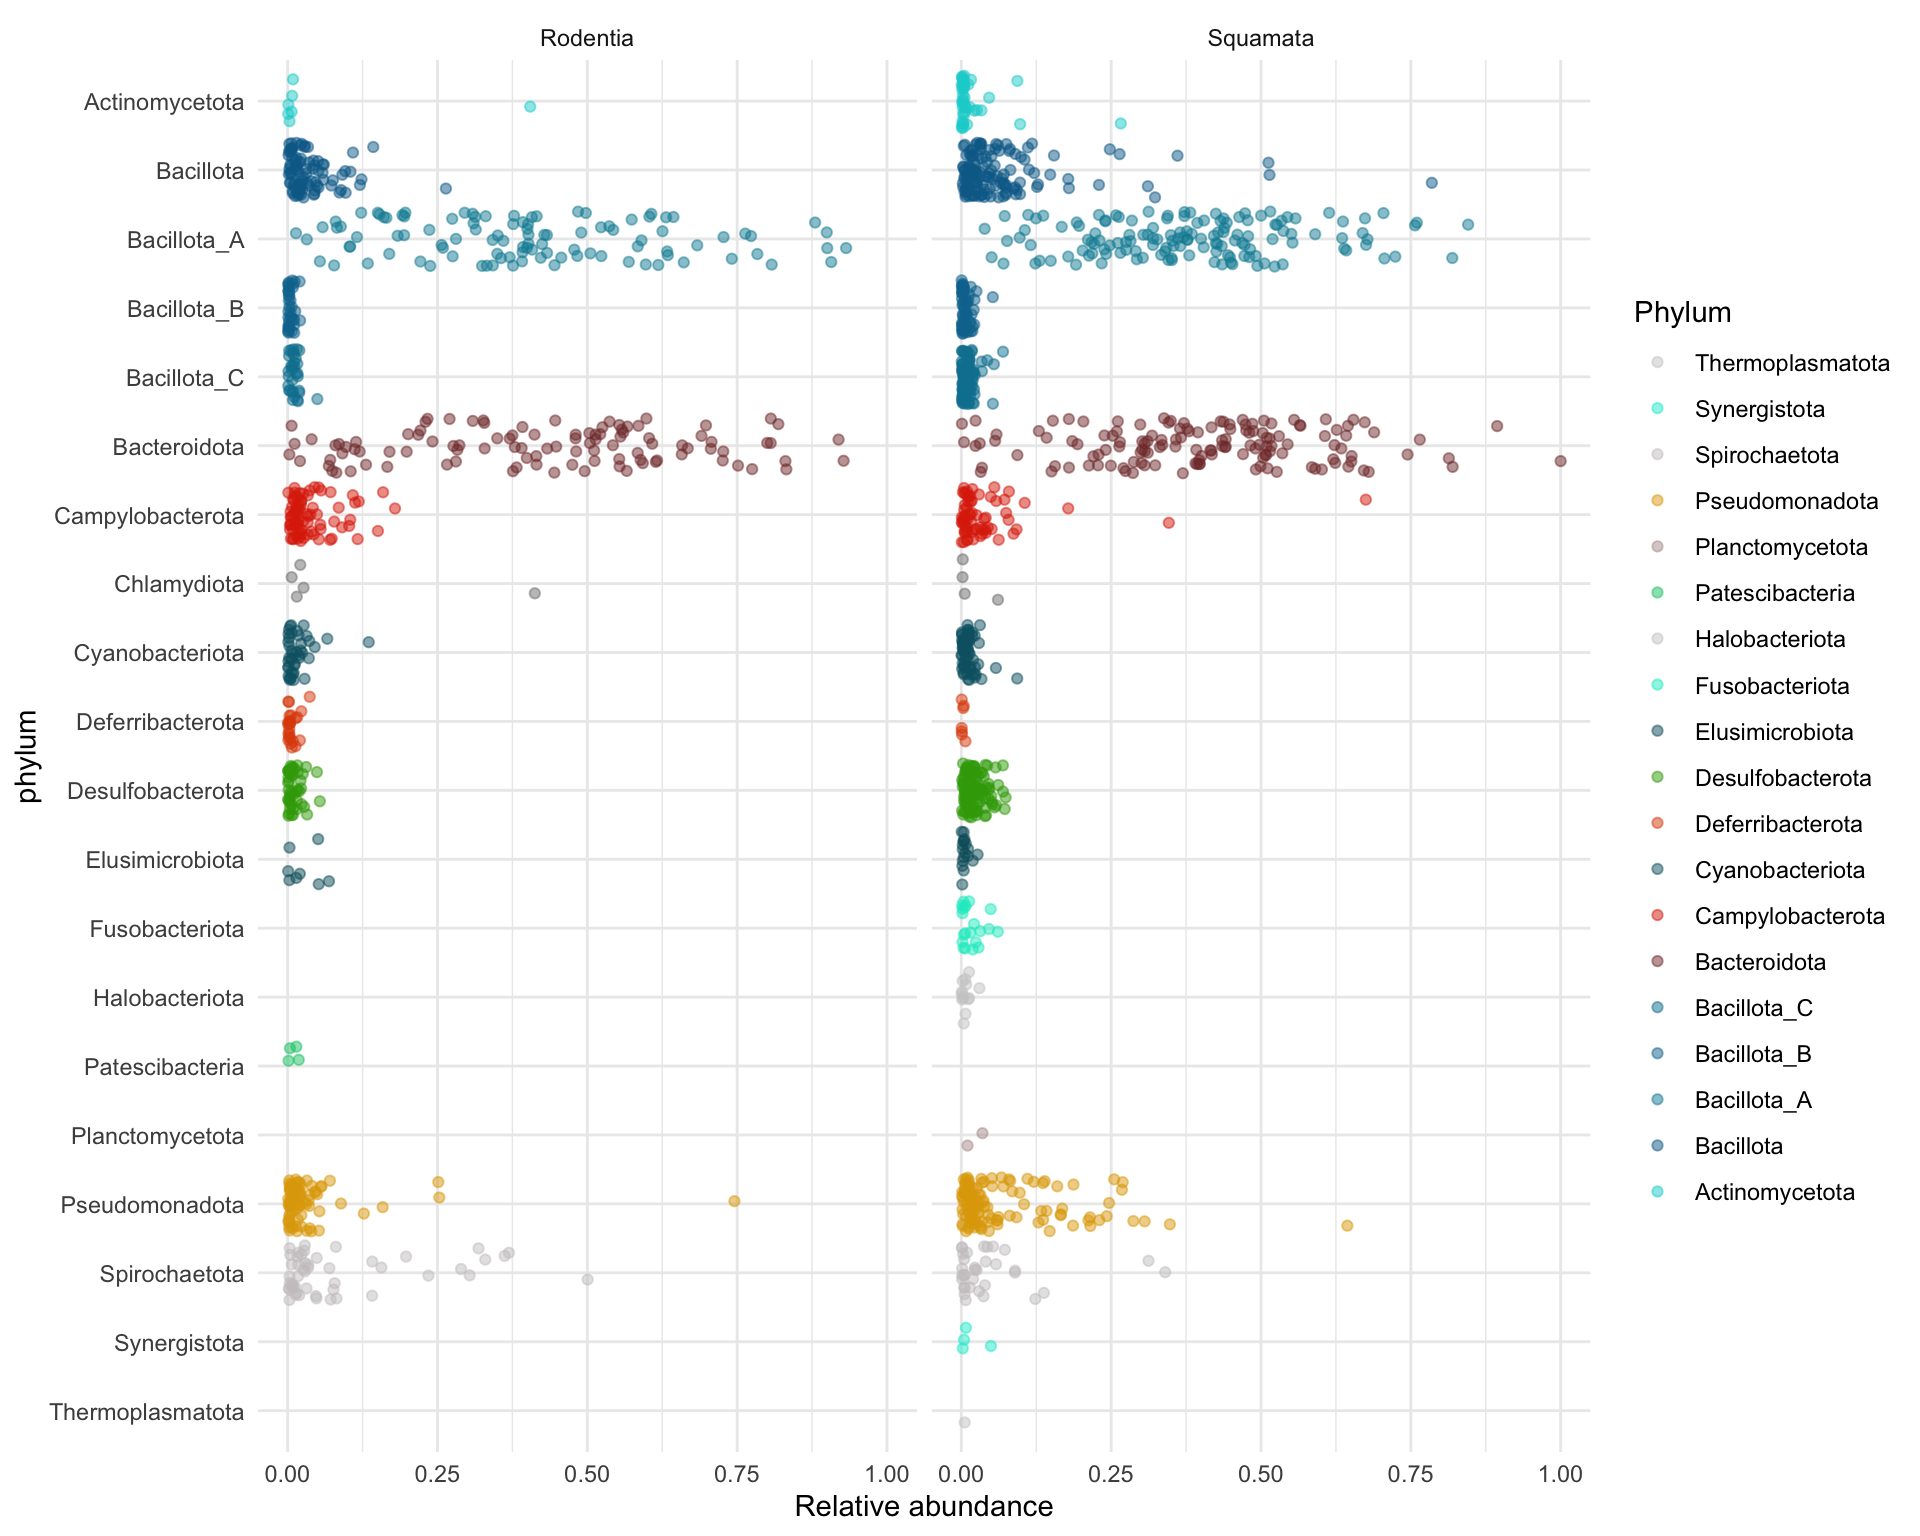 Rodentia
Squamata
Actinomycetota
Bacillota
Bacillota_A
Bacillota_B
Bacillota_C
Bacteroidota
Campylobacterota
Chlamydiota
Cyanobacteriota
Deferribacterota
Desulfobacterota
Elusimicrobiota
Fusobacteriota
Halobacteriota
Patescibacteria
Planctomycetota
Pseudomonadota
Spirochaetota
Synergistota
Thermoplasmatota
phylum
0.00 0.25 0.50 0.75 1.00
0.00 0.25 0.50 0.75 1.00
Relative abundance
Phylum
Thermoplasmatota
Synergistota
Spirochaetota
Pseudomonadota
Planctomycetota
Patescibacteria
Halobacteriota
Fusobacteriota
Elusimicrobiota
Desulfobacterota
Deferribacterota
Cyanobacteriota
Campylobacterota
Bacteroidota
Bacillota_C
Bacillota_B
Bacillota_A
Bacillota
Actinomycetota